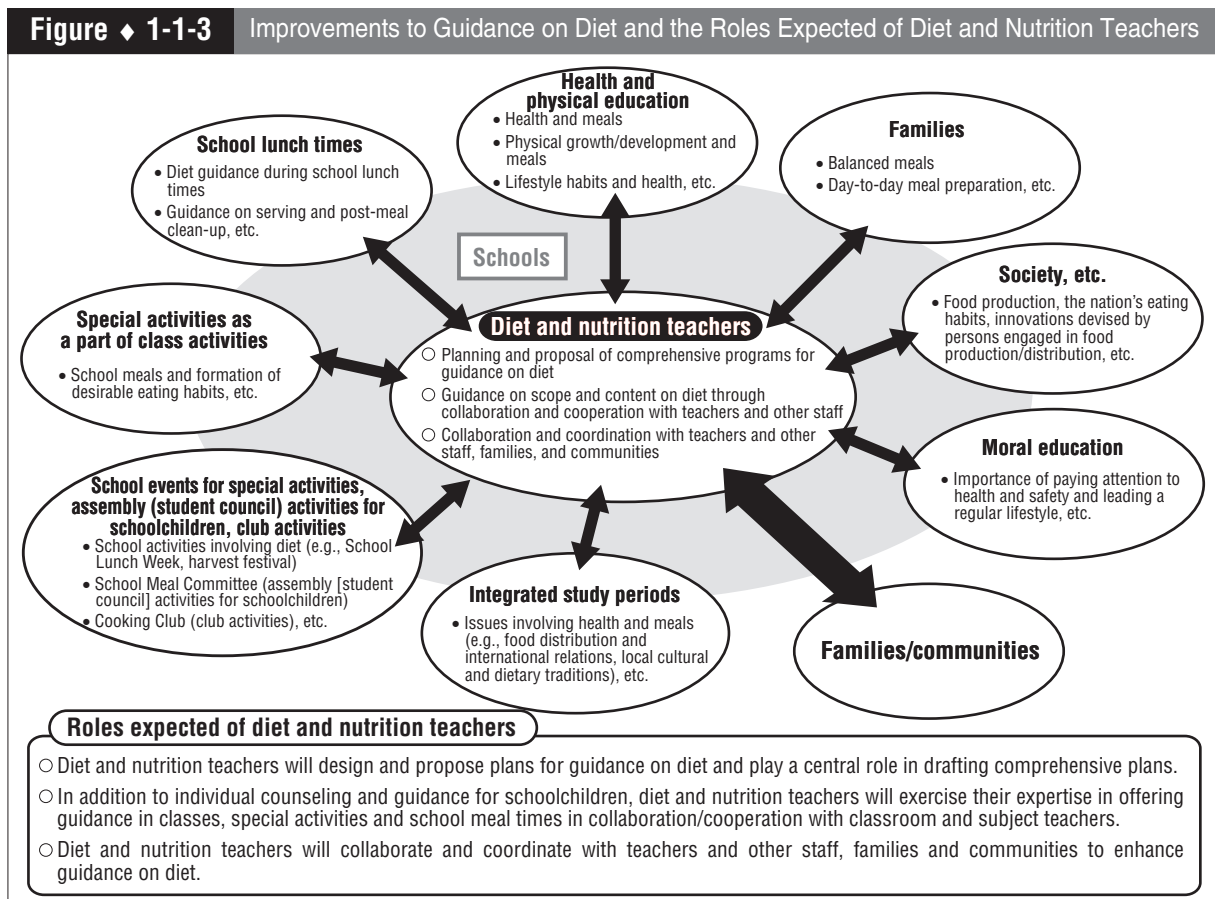 Figure ◆ 1-1-3
Improvements to Guidance on Diet and the Roles Expected of Diet and Nutrition Teachers
Health and
physical education
• Health and meals
• Physical growth/development and
meals
• Lifestyle habits and health, etc.
School lunch times
• Diet guidance during school lunch
times
• Guidance on serving and post-meal
clean-up, etc.
Families
• Balanced meals
• Day-to-day meal preparation, etc.
Schools
Society, etc.
• Food production, the nation's eating
habits, innovations devised by
persons engaged in food
production/distribution, etc.
Special activities as
a part of class activities
• School meals and formation of
desirable eating habits, etc.
Diet and nutrition teachers
○ Planning and proposal of comprehensive programs for
guidance on diet
○ Guidance on scope and content on diet through
collaboration and cooperation with teachers and other staff
○ Collaboration and coordination with teachers and other
staff, families, and communities
Moral education
• Importance of paying attention to
health and safety and leading a
regular lifestyle, etc.
School events for special activities,
assembly (student council) activities for
schoolchildren, club activities
• School activities involving diet (e.g., School
Lunch Week, harvest festival)
• School Meal Committee (assembly [student
council] activities for schoolchildren)
• Cooking Club (club activities), etc.
Integrated study periods
• Issues involving health and meals
(e.g., food distribution and
international relations, local cultural
and dietary traditions), etc.
Families/communities
Roles expected of diet and nutrition teachers
○ Diet and nutrition teachers will design and propose plans for guidance on diet and play a central role in drafting comprehensive plans.
○ In addition to individual counseling and guidance for schoolchildren, diet and nutrition teachers will exercise their expertise in offering
guidance in classes, special activities and school meal times in collaboration/cooperation with classroom and subject teachers.
○ Diet and nutrition teachers will collaborate and coordinate with teachers and other staff, families and communities to enhance
guidance on diet.